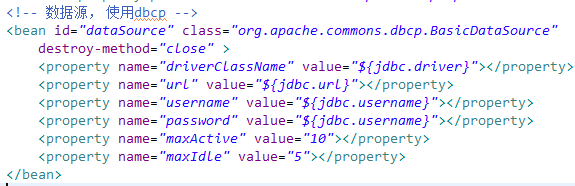 <!-- 数据源, 使用dbcp -->
<bean id="dataSource" class="org.apache.commons.dbcp.BasicDataSource"
destroy-method="close" >
<property name="driverClassName" value="${jdbc.driver}"></property>
<property name="url" value="${jdbc.url}"></property>
<property name="username" value="${jdbc.username}"></property>
<property name="password" value="${jdbc.username}"></property>
<property name="maxActive" value="10"></property>
<property name="maxIdle" value="5"></property>
</bean>